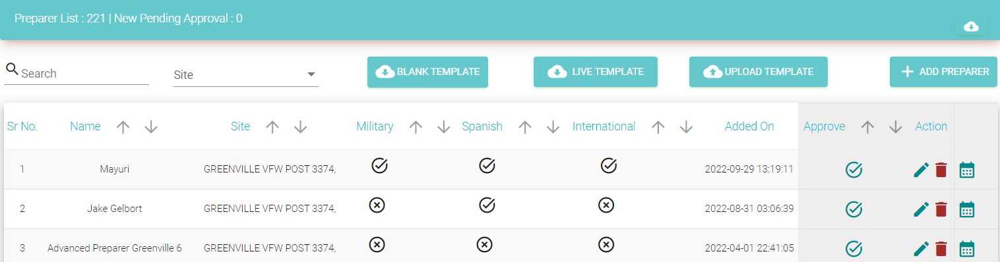 Preparer List : 221 | New Pending Approval : 0
Search Site BLANK TEMPLATE LIVE TEMPLATE UPLOAD TEMPLATE ADD PREPARER
Sr No. Name Site Military Spanish International Added On Approve Action
1 Mayuri GREENVILLE VFW POST 3374, 2022-09-29 13:19:11
2 Jake Gelbort GREENVILLE VFW POST 3374, 2022-08-31 03:06:39
3 Advanced Preparer Greenville 6 GREENVILLE VFW POST 3374, 2022-04-01 22:41:05